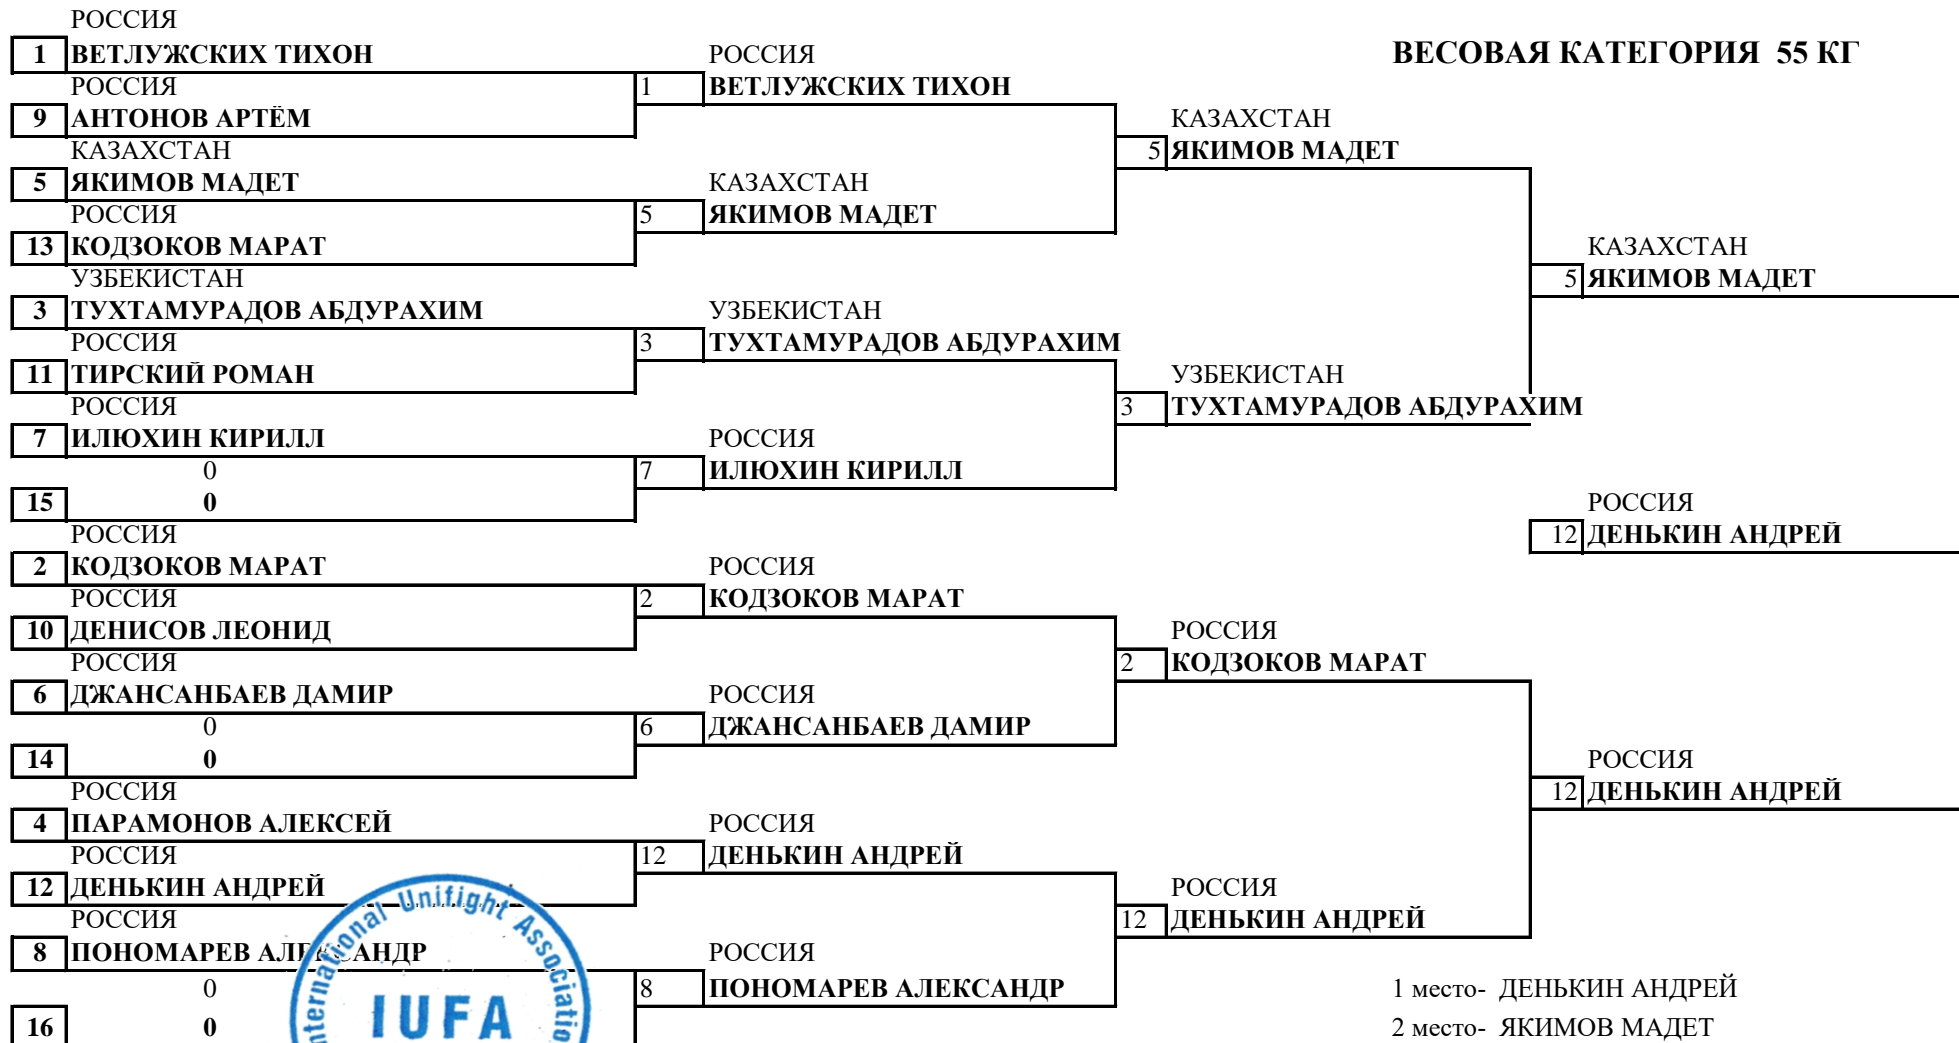 РОССИЯ
1 ВЕТЛУЖСКИХ ТИХОН
РОССИЯ
9 АНТОНОВ АРТЁМ
КАЗАХСТАН
5 ЯКИМОВ МАДЕТ
РОССИЯ
13 КОДЗОКОВ МАРАТ
УЗБЕКИСТАН
3 ТУХТАМУРАДОВ АБДУРАХИМ
РОССИЯ
11 ТИРСКИЙ РОМАН
РОССИЯ
7 ИЛЮХИН КИРИЛЛ
0
15 0
РОССИЯ
2 КОДЗОКОВ МАРАТ
РОССИЯ
10 ДЕНИСОВ ЛЕОНИД
РОССИЯ
6 ДЖАНСАНБАЕВ ДАМИР
0
14 0
РОССИЯ
4 ПАРАМОНОВ АЛЕКСЕЙ
РОССИЯ
12 ДЕНЬКИН АНДРЕЙ
РОССИЯ
8 ПОНОМАРЕВ АЛЕКСАНДР
0
16 0
РОССИЯ
1 ВЕТЛУЖСКИХ ТИХОН
КАЗАХСТАН
5 ЯКИМОВ МАДЕТ
УЗБЕКИСТАН
3 ТУХТАМУРАДОВ АБДУРАХИМ
РОССИЯ
7 ИЛЮХИН КИРИЛЛ
РОССИЯ
2 КОДЗОКОВ МАРАТ
РОССИЯ
6 ДЖАНСАНБАЕВ ДАМИР
РОССИЯ
12 ДЕНЬКИН АНДРЕЙ
РОССИЯ
8 ПОНОМАРЕВ АЛЕКСАНДР
КАЗАХСТАН
5 ЯКИМОВ МАДЕТ
УЗБЕКИСТАН
3 ТУХТАМУРАДОВ АБДУРАХИМ
РОССИЯ
2 КОДЗОКОВ МАРАТ
РОССИЯ
12 ДЕНЬКИН АНДРЕЙ
ВЕСОВАЯ КАТЕГОРИЯ 55 КГ
КАЗАХСТАН
5 ЯКИМОВ МАДЕТ
РОССИЯ
12 ДЕНЬКИН АНДРЕЙ
РОССИЯ
12 ДЕНЬКИН АНДРЕЙ
1 место- ДЕНЬКИН АНДРЕЙ
2 место- ЯКИМОВ МАДЕТ
nternational Unifight Associatio
IUFA